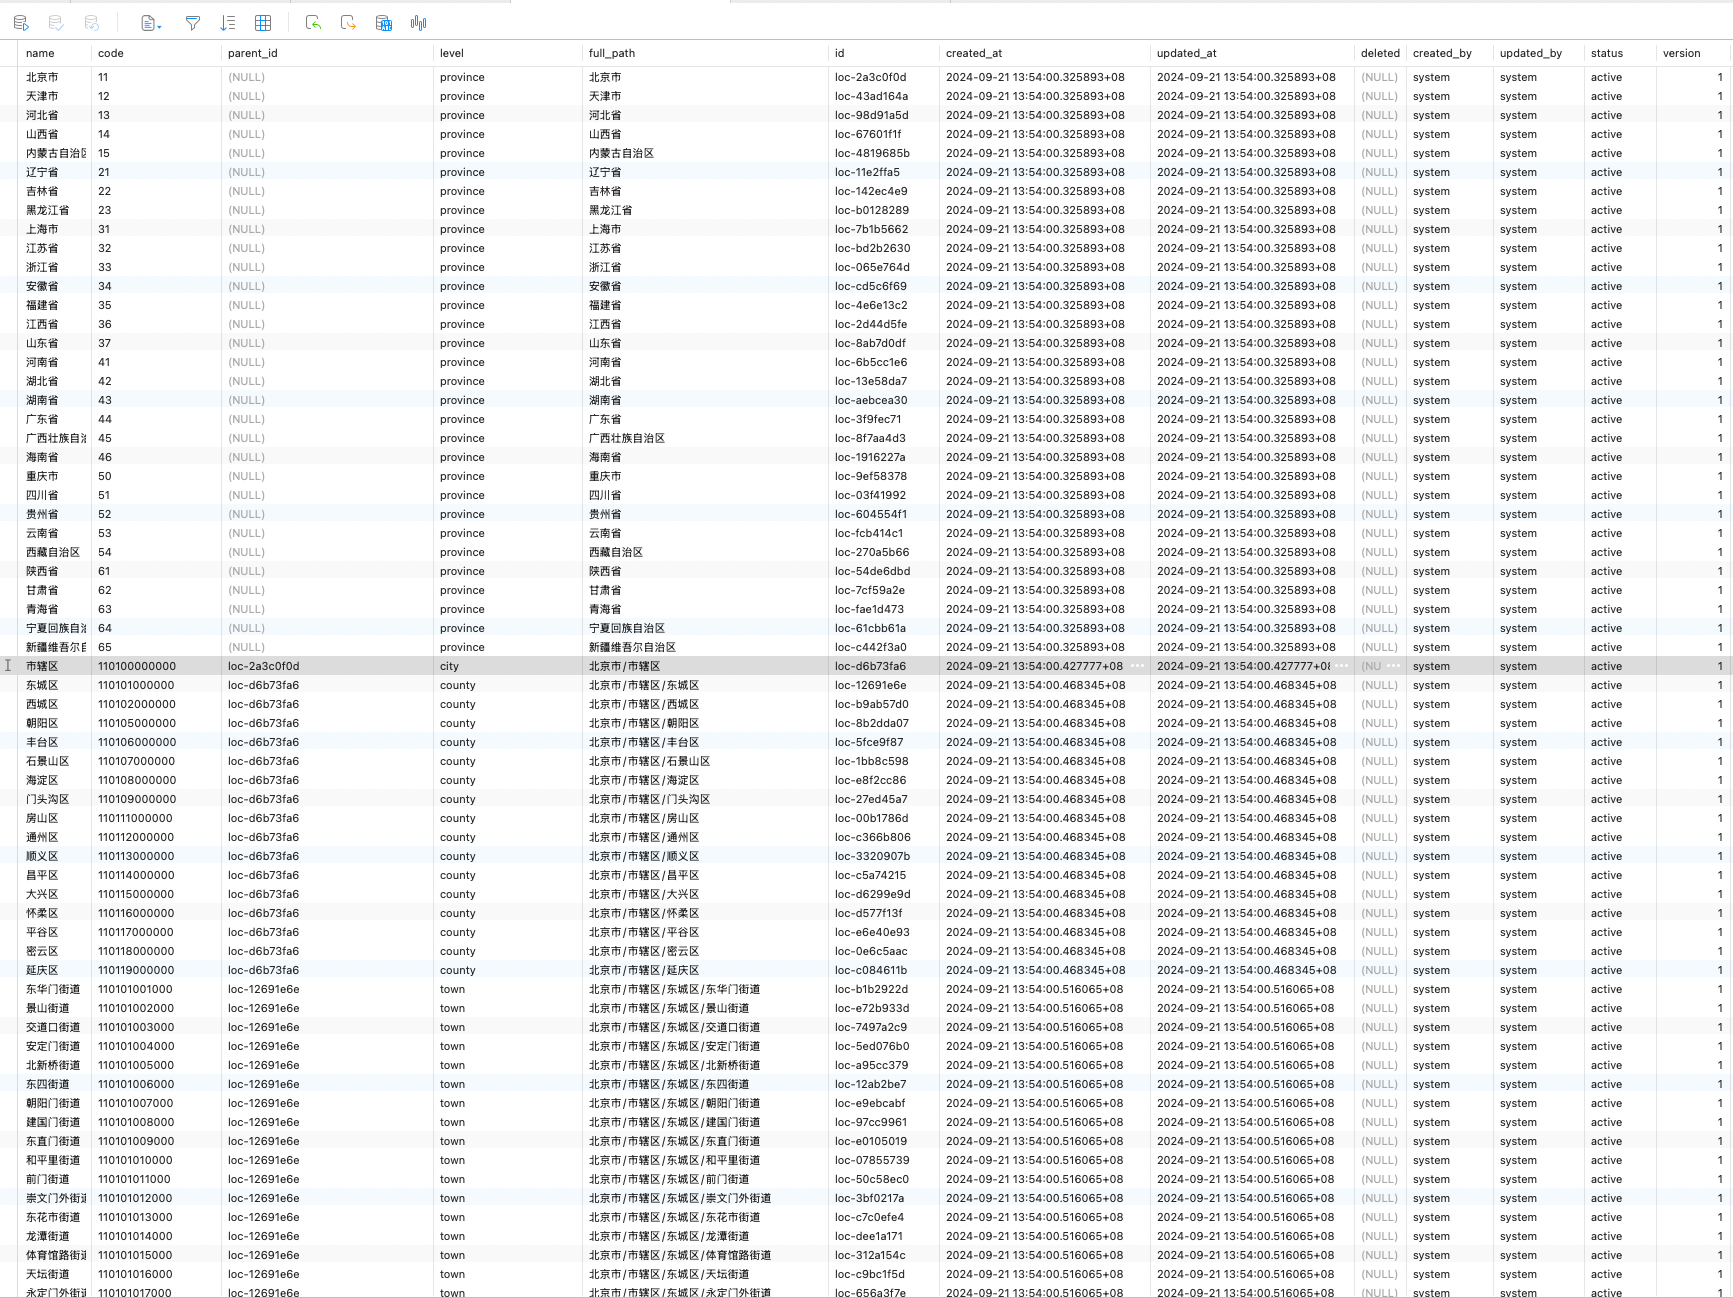 name code parent_id level full_path id created_at updated_at deleted created_by updated_by status version
北京市 11 (NULL) province 北京市 loc-2a3c0f0d 2024-09-21 13:54:00.325893+08 2024-09-21 13:54:00.325893+08 (NULL) system system active 1
天津市 12 (NULL) province 天津市 loc-43ad164a 2024-09-21 13:54:00.325893+08 2024-09-21 13:54:00.325893+08 (NULL) system system active 1
河北省 13 (NULL) province 河北省 loc-98d91a5d 2024-09-21 13:54:00.325893+08 2024-09-21 13:54:00.325893+08 (NULL) system system active 1
山西省 14 (NULL) province 山西省 loc-67601f1f 2024-09-21 13:54:00.325893+08 2024-09-21 13:54:00.325893+08 (NULL) system system active 1
内蒙古自治区 15 (NULL) province 内蒙古自治区 loc-4819685b 2024-09-21 13:54:00.325893+08 2024-09-21 13:54:00.325893+08 (NULL) system system active 1
辽宁省 21 (NULL) province 辽宁省 loc-11e2ffa5 2024-09-21 13:54:00.325893+08 2024-09-21 13:54:00.325893+08 (NULL) system system active 1
吉林省 22 (NULL) province 吉林省 loc-142ec4e9 2024-09-21 13:54:00.325893+08 2024-09-21 13:54:00.325893+08 (NULL) system system active 1
黑龙江省 23 (NULL) province 黑龙江省 loc-b0128289 2024-09-21 13:54:00.325893+08 2024-09-21 13:54:00.325893+08 (NULL) system system active 1
上海市 31 (NULL) province 上海市 loc-7b1b5662 2024-09-21 13:54:00.325893+08 2024-09-21 13:54:00.325893+08 (NULL) system system active 1
江苏省 32 (NULL) province 江苏省 loc-bd2b2630 2024-09-21 13:54:00.325893+08 2024-09-21 13:54:00.325893+08 (NULL) system system active 1
浙江省 33 (NULL) province 浙江省 loc-065e764d 2024-09-21 13:54:00.325893+08 2024-09-21 13:54:00.325893+08 (NULL) system system active 1
安徽省 34 (NULL) province 安徽省 loc-cd5c6f69 2024-09-21 13:54:00.325893+08 2024-09-21 13:54:00.325893+08 (NULL) system system active 1
福建省 35 (NULL) province 福建省 loc-4e6e13c2 2024-09-21 13:54:00.325893+08 2024-09-21 13:54:00.325893+08 (NULL) system system active 1
江西省 36 (NULL) province 江西省 loc-2d44d5fe 2024-09-21 13:54:00.325893+08 2024-09-21 13:54:00.325893+08 (NULL) system system active 1
山东省 37 (NULL) province 山东省 loc-8ab7d0df 2024-09-21 13:54:00.325893+08 2024-09-21 13:54:00.325893+08 (NULL) system system active 1
河南省 41 (NULL) province 河南省 loc-6b5cc1e6 2024-09-21 13:54:00.325893+08 2024-09-21 13:54:00.325893+08 (NULL) system system active 1
湖北省 42 (NULL) province 湖北省 loc-13e58da7 2024-09-21 13:54:00.325893+08 2024-09-21 13:54:00.325893+08 (NULL) system system active 1
湖南省 43 (NULL) province 湖南省 loc-aebcea30 2024-09-21 13:54:00.325893+08 2024-09-21 13:54:00.325893+08 (NULL) system system active 1
广东省 44 (NULL) province 广东省 loc-3f9fec71 2024-09-21 13:54:00.325893+08 2024-09-21 13:54:00.325893+08 (NULL) system system active 1
广西壮族自治 45 (NULL) province 广西壮族自治区 loc-8f7aa4d3 2024-09-21 13:54:00.325893+08 2024-09-21 13:54:00.325893+08 (NULL) system system active 1
海南省 46 (NULL) province 海南省 loc-1916227a 2024-09-21 13:54:00.325893+08 2024-09-21 13:54:00.325893+08 (NULL) system system active 1
重庆市 50 (NULL) province 重庆市 loc-9ef58378 2024-09-21 13:54:00.325893+08 2024-09-21 13:54:00.325893+08 (NULL) system system active 1
四川省 51 (NULL) province 四川省 loc-03f41992 2024-09-21 13:54:00.325893+08 2024-09-21 13:54:00.325893+08 (NULL) system system active 1
贵州省 52 (NULL) province 贵州省 loc-604554f1 2024-09-21 13:54:00.325893+08 2024-09-21 13:54:00.325893+08 (NULL) system system active 1
云南省 53 (NULL) province 云南省 loc-fcb414c1 2024-09-21 13:54:00.325893+08 2024-09-21 13:54:00.325893+08 (NULL) system system active 1
西藏自治区 54 (NULL) province 西藏自治区 loc-270a5b66 2024-09-21 13:54:00.325893+08 2024-09-21 13:54:00.325893+08 (NULL) system system active 1
陕西省 61 (NULL) province 陕西省 loc-54de6dbd 2024-09-21 13:54:00.325893+08 2024-09-21 13:54:00.325893+08 (NULL) system system active 1
甘肃省 62 (NULL) province 甘肃省 loc-7cf59a2e 2024-09-21 13:54:00.325893+08 2024-09-21 13:54:00.325893+08 (NULL) system system active 1
青海省 63 (NULL) province 青海省 loc-fae1d473 2024-09-21 13:54:00.325893+08 2024-09-21 13:54:00.325893+08 (NULL) system system active 1
宁夏回族自治 64 (NULL) province 宁夏回族自治区 loc-61cbb61a 2024-09-21 13:54:00.325893+08 2024-09-21 13:54:00.325893+08 (NULL) system system active 1
新疆维吾尔自 65 (NULL) province 新疆维吾尔自治区 loc-c442f3a0 2024-09-21 13:54:00.325893+08 2024-09-21 13:54:00.325893+08 (NULL) system system active 1
市辖区 110100000000 loc-2a3c0f0d city 北京市/市辖区 loc-d6b73fa6 2024-09-21 13:54:00.427777+08 ··· 2024-09-21 13:54:00.427777+08 ··· (NU ··· system system active 1
东城区 110101000000 loc-d6b73fa6 county 北京市/市辖区/东城区 loc-12691e6e 2024-09-21 13:54:00.468345+08 2024-09-21 13:54:00.468345+08 (NULL) system system active 1
西城区 110102000000 loc-d6b73fa6 county 北京市/市辖区/西城区 loc-b9ab57d0 2024-09-21 13:54:00.468345+08 2024-09-21 13:54:00.468345+08 (NULL) system system active 1
朝阳区 110105000000 loc-d6b73fa6 county 北京市/市辖区/朝阳区 loc-8b2dda07 2024-09-21 13:54:00.468345+08 2024-09-21 13:54:00.468345+08 (NULL) system system active 1
丰台区 110106000000 loc-d6b73fa6 county 北京市/市辖区/丰台区 loc-5fce9f87 2024-09-21 13:54:00.468345+08 2024-09-21 13:54:00.468345+08 (NULL) system system active 1
石景山区 110107000000 loc-d6b73fa6 county 北京市/市辖区/石景山区 loc-1bb8c598 2024-09-21 13:54:00.468345+08 2024-09-21 13:54:00.468345+08 (NULL) system system active 1
海淀区 110108000000 loc-d6b73fa6 county 北京市/市辖区/海淀区 loc-e8f2cc86 2024-09-21 13:54:00.468345+08 2024-09-21 13:54:00.468345+08 (NULL) system system active 1
门头沟区 110109000000 loc-d6b73fa6 county 北京市/市辖区/门头沟区 loc-27ed45a7 2024-09-21 13:54:00.468345+08 2024-09-21 13:54:00.468345+08 (NULL) system system active 1
房山区 110111000000 loc-d6b73fa6 county 北京市/市辖区/房山区 loc-00b1786d 2024-09-21 13:54:00.468345+08 2024-09-21 13:54:00.468345+08 (NULL) system system active 1
通州区 110112000000 loc-d6b73fa6 county 北京市/市辖区/通州区 loc-c366b806 2024-09-21 13:54:00.468345+08 2024-09-21 13:54:00.468345+08 (NULL) system system active 1
顺义区 110113000000 loc-d6b73fa6 county 北京市/市辖区/顺义区 loc-3320907b 2024-09-21 13:54:00.468345+08 2024-09-21 13:54:00.468345+08 (NULL) system system active 1
昌平区 110114000000 loc-d6b73fa6 county 北京市/市辖区/昌平区 loc-c5a74215 2024-09-21 13:54:00.468345+08 2024-09-21 13:54:00.468345+08 (NULL) system system active 1
大兴区 110115000000 loc-d6b73fa6 county 北京市/市辖区/大兴区 loc-d6299e9d 2024-09-21 13:54:00.468345+08 2024-09-21 13:54:00.468345+08 (NULL) system system active 1
怀柔区 110116000000 loc-d6b73fa6 county 北京市/市辖区/怀柔区 loc-d577f13f 2024-09-21 13:54:00.468345+08 2024-09-21 13:54:00.468345+08 (NULL) system system active 1
平谷区 110117000000 loc-d6b73fa6 county 北京市/市辖区/平谷区 loc-e6e40e93 2024-09-21 13:54:00.468345+08 2024-09-21 13:54:00.468345+08 (NULL) system system active 1
密云区 110118000000 loc-d6b73fa6 county 北京市/市辖区/密云区 loc-0e6c5aac 2024-09-21 13:54:00.468345+08 2024-09-21 13:54:00.468345+08 (NULL) system system active 1
延庆区 110119000000 loc-d6b73fa6 county 北京市/市辖区/延庆区 loc-c084611b 2024-09-21 13:54:00.468345+08 2024-09-21 13:54:00.468345+08 (NULL) system system active 1
东华门街道 110101001000 loc-12691e6e town 北京市/市辖区/东城区/东华门街道 loc-b1b2922d 2024-09-21 13:54:00.516065+08 2024-09-21 13:54:00.516065+08 (NULL) system system active 1
景山街道 110101002000 loc-12691e6e town 北京市/市辖区/东城区/景山街道 loc-e72b933d 2024-09-21 13:54:00.516065+08 2024-09-21 13:54:00.516065+08 (NULL) system system active 1
交道口街道 110101003000 loc-12691e6e town 北京市/市辖区/东城区/交道口街道 loc-7497a2c9 2024-09-21 13:54:00.516065+08 2024-09-21 13:54:00.516065+08 (NULL) system system active 1
安定门街道 110101004000 loc-12691e6e town 北京市/市辖区/东城区/安定门街道 loc-5ed076b0 2024-09-21 13:54:00.516065+08 2024-09-21 13:54:00.516065+08 (NULL) system system active 1
北新桥街道 110101005000 loc-12691e6e town 北京市/市辖区/东城区/北新桥街道 loc-a95cc379 2024-09-21 13:54:00.516065+08 2024-09-21 13:54:00.516065+08 (NULL) system system active 1
东四街道 110101006000 loc-12691e6e town 北京市/市辖区/东城区/东四街道 loc-12ab2be7 2024-09-21 13:54:00.516065+08 2024-09-21 13:54:00.516065+08 (NULL) system system active 1
朝阳门街道 110101007000 loc-12691e6e town 北京市/市辖区/东城区/朝阳门街道 loc-e9ebcabf 2024-09-21 13:54:00.516065+08 2024-09-21 13:54:00.516065+08 (NULL) system system active 1
建国门街道 110101008000 loc-12691e6e town 北京市/市辖区/东城区/建国门街道 loc-97cc9961 2024-09-21 13:54:00.516065+08 2024-09-21 13:54:00.516065+08 (NULL) system system active 1
东直门街道 110101009000 loc-12691e6e town 北京市/市辖区/东城区/东直门街道 loc-e0105019 2024-09-21 13:54:00.516065+08 2024-09-21 13:54:00.516065+08 (NULL) system system active 1
和平里街道 110101010000 loc-12691e6e town 北京市/市辖区/东城区/和平里街道 loc-07855739 2024-09-21 13:54:00.516065+08 2024-09-21 13:54:00.516065+08 (NULL) system system active 1
前门街道 110101011000 loc-12691e6e town 北京市/市辖区/东城区/前门街道 loc-50c58ec0 2024-09-21 13:54:00.516065+08 2024-09-21 13:54:00.516065+08 (NULL) system system active 1
崇文门外街道 110101012000 loc-12691e6e town 北京市/市辖区/东城区/崇文门外街道 loc-3bf0217a 2024-09-21 13:54:00.516065+08 2024-09-21 13:54:00.516065+08 (NULL) system system active 1
东花市街道 110101013000 loc-12691e6e town 北京市/市辖区/东城区/东花市街道 loc-c7c0efe4 2024-09-21 13:54:00.516065+08 2024-09-21 13:54:00.516065+08 (NULL) system system active 1
龙潭街道 110101014000 loc-12691e6e town 北京市/市辖区/东城区/龙潭街道 loc-dee1a171 2024-09-21 13:54:00.516065+08 2024-09-21 13:54:00.516065+08 (NULL) system system active 1
体育馆路街道 110101015000 loc-12691e6e town 北京市/市辖区/东城区/体育馆路街道 loc-312a154c 2024-09-21 13:54:00.516065+08 2024-09-21 13:54:00.516065+08 (NULL) system system active 1
天坛街道 110101016000 loc-12691e6e town 北京市/市辖区/东城区/天坛街道 loc-c9bc1f5d 2024-09-21 13:54:00.516065+08 2024-09-21 13:54:00.516065+08 (NULL) system system active 1
永定门外街道 110101017000 loc-12691e6e town 北京市/市辖区/东城区/永定门外街道 loc-656a3f7e 2024-09-21 13:54:00.516065+08 2024-09-21 13:54:00.516065+08 (NULL) system system active 1